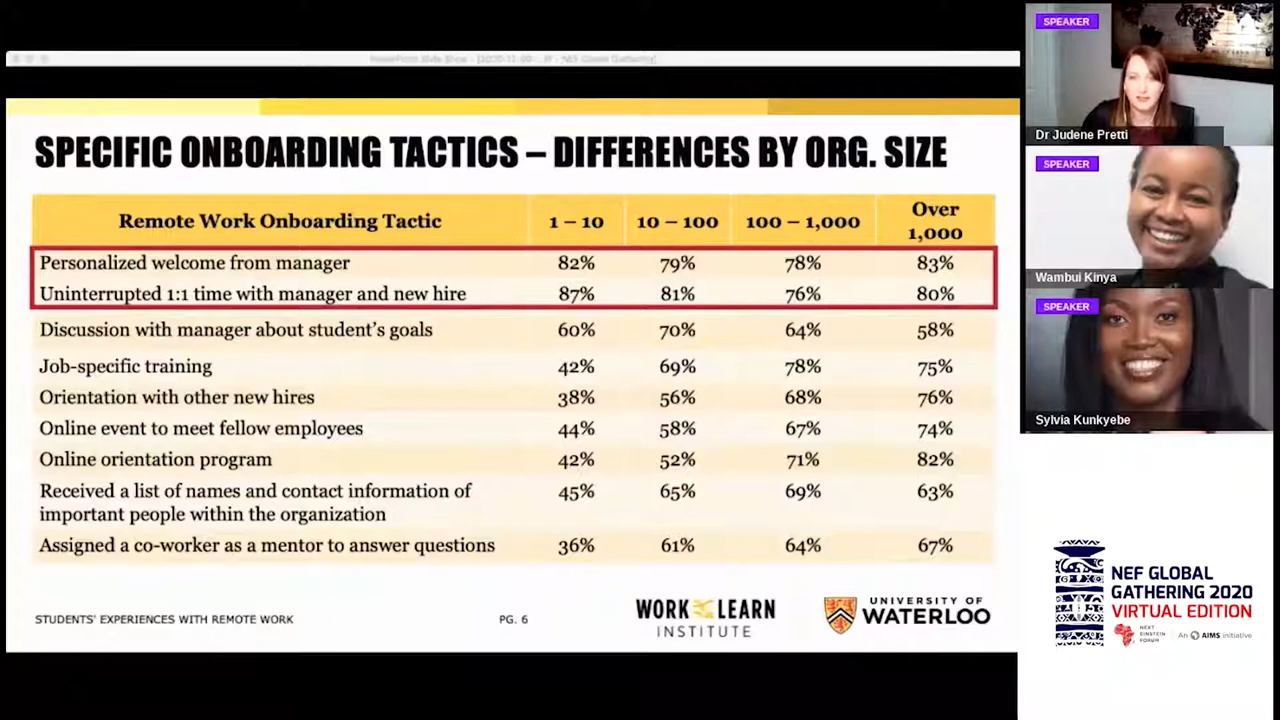 SPECIFIC ONBOARDING TACTICS – DIFFERENCES BY ORG. SIZE
Remote Work Onboarding Tactic 1 – 10 10 – 100 100 – 1,000 Over 1,000
Personalized welcome from manager 82% 79% 78% 83%
Uninterrupted 1:1 time with manager and new hire 87% 81% 76% 80%
Discussion with manager about student's goals 60% 70% 64% 58%
Job-specific training 42% 69% 78% 75%
Orientation with other new hires 38% 56% 68% 76%
Online event to meet fellow employees 44% 58% 67% 74%
Online orientation program 42% 52% 71% 82%
Received a list of names and contact information of 45% 65% 69% 63%
important people within the organization
Assigned a co-worker as a mentor to answer questions 36% 61% 64% 67%
STUDENTS' EXPERIENCES WITH REMOTE WORK
PG. 6
WORK LEARN
INSTITUTE
UNIVERSITY OF
WATERLOO
SPEAKER
Dr Judene Pretti
SPEAKER
Wambui Kinya
SPEAKER
Sylvia Kunkyebe
NEF GLOBAL
GATHERING 2020
VIRTUAL EDITION
NEXT
EINSTEIN
FORUM
An AIMS initiative